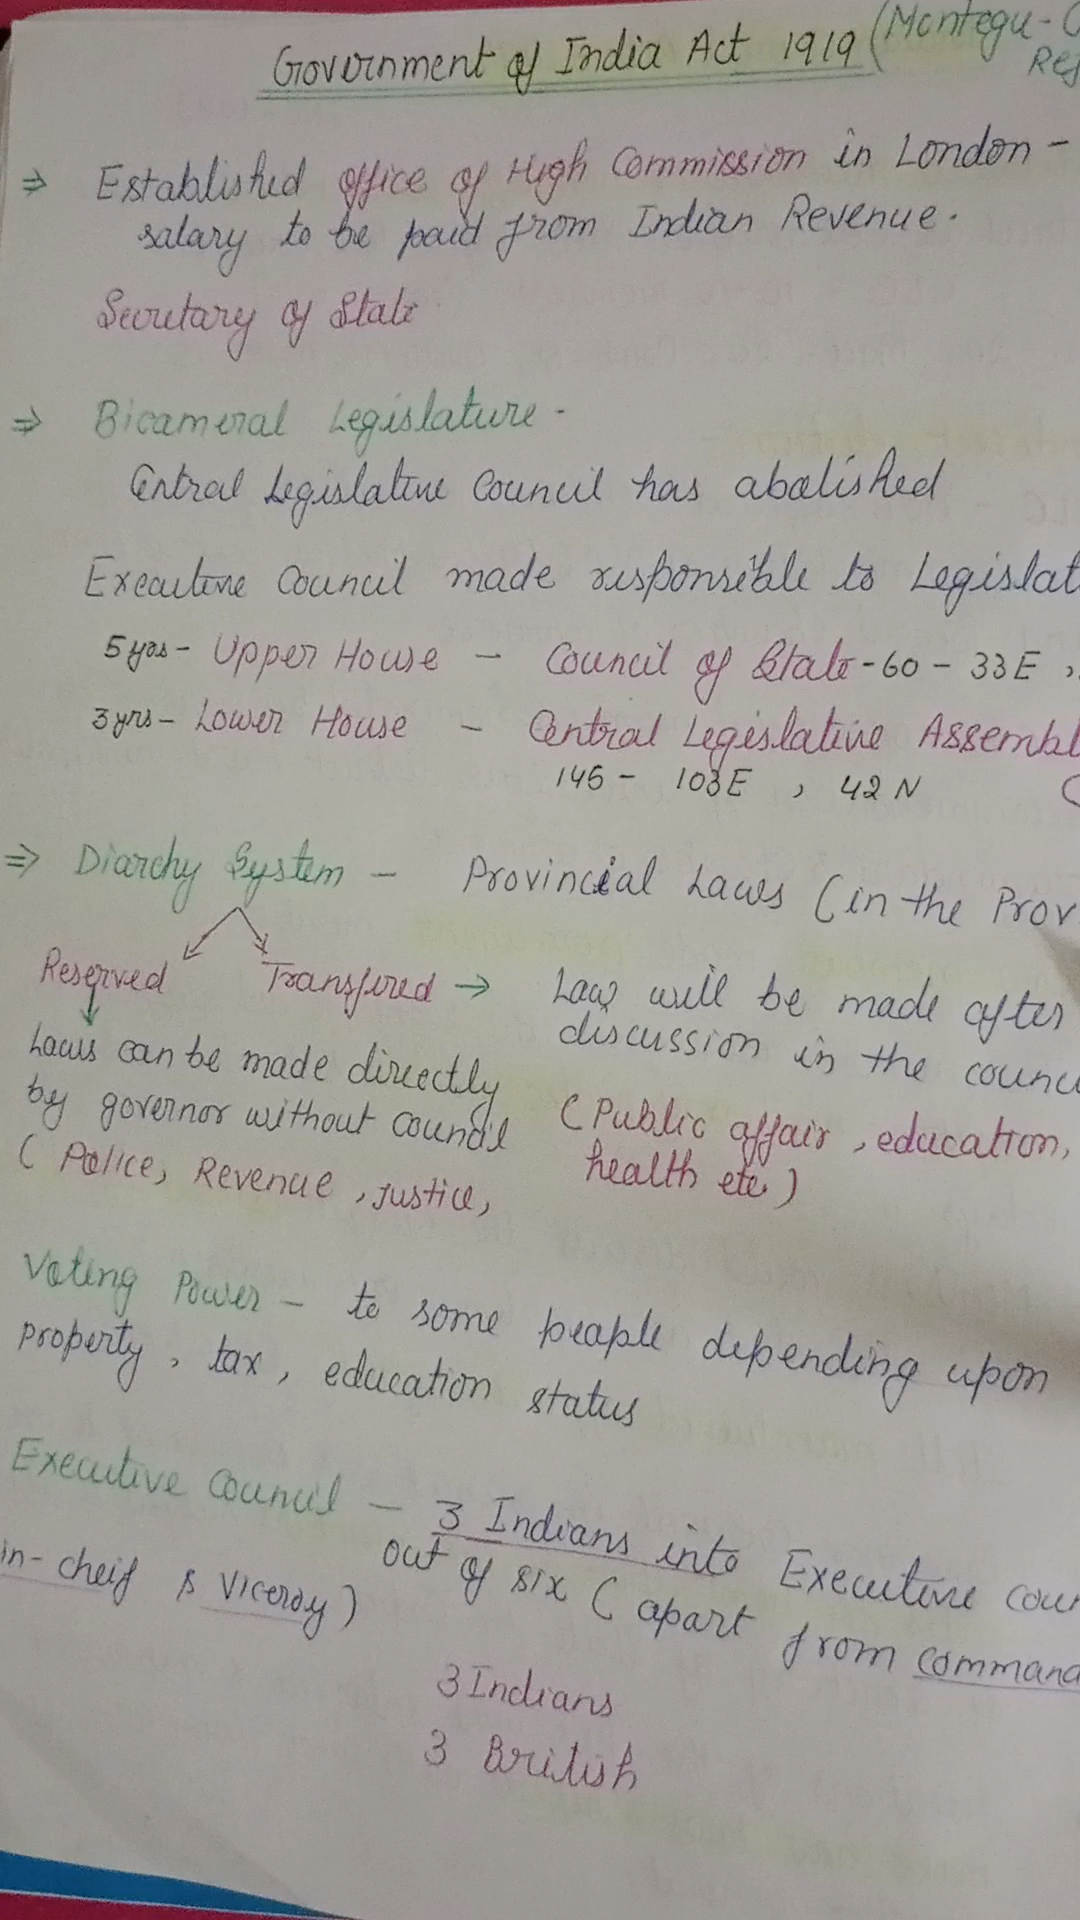 Government of India Act 1919 (Montegu-
⇒ Established office of High Commission in London -
salary to be paid from Indian Revenue.
Secretary of State
⇒ Bicameral Legislature -
Central Legislative Council has abolished
Executive Council made responsible to Legislat
5 yrs - Upper House - Council of State - 60 - 33E ,
3 yrs - Lower House - Central Legislative Assembl
145 - 103E , 42 N (
⇒ Diarchy System - Provincial Laws (in the Prov
Reserved
Transfered → Law will be made after
discussion in the counc
(Public affair, education,
health etc.)
Laws can be made directly
by governor without council
( Police, Revenue, justice,
Voting Power - to some people depending upon
property, tax, education status
Executive Council - 3 Indians into Executive coun
out of six ( apart from command
in-cheif & Viceroy)
3 Indians
3 British